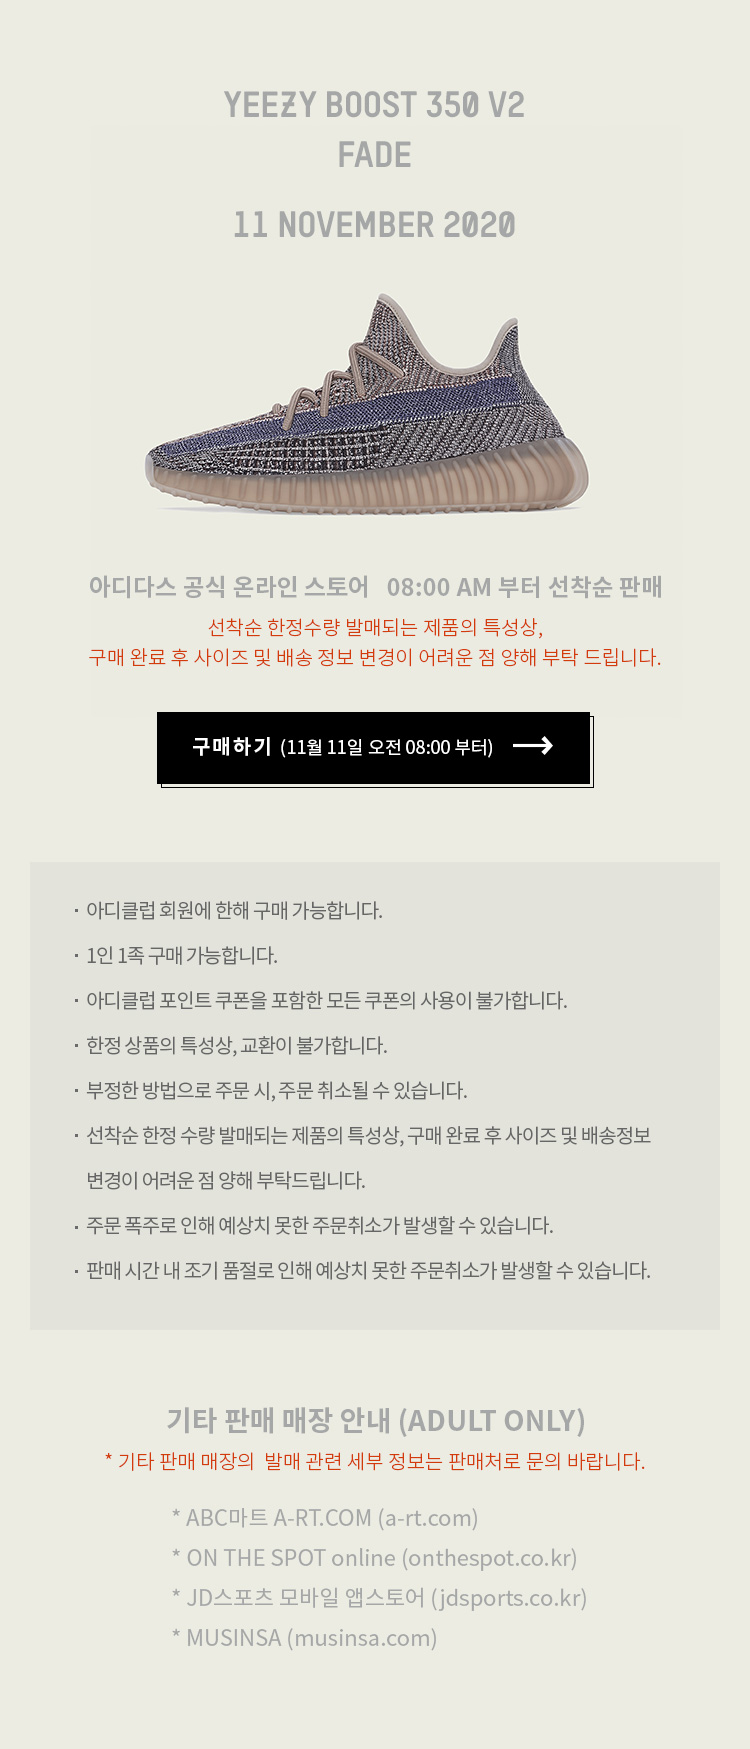 YEEZY BOOST 350 V2
FADE
11 NOVEMBER 2020
아디다스 공식 온라인 스토어 08:00 AM 부터 선착순 판매
선착순 한정수량 발매되는 제품의 특성상,
구매 완료 후 사이즈 및 배송 정보 변경이 어려운 점 양해 부탁 드립니다.
구매하기 (11월 11일 오전 08:00 부터)
· 아디클럽 회원에 한해 구매 가능합니다.
· 1인 1족 구매 가능합니다.
· 아디클럽 포인트 쿠폰을 포함한 모든 쿠폰의 사용이 불가합니다.
· 한정 상품의 특성상, 교환이 불가합니다.
· 부정한 방법으로 주문 시, 주문 취소될 수 있습니다.
· 선착순 한정 수량 발매되는 제품의 특성상, 구매 완료 후 사이즈 및 배송정보
변경이 어려운 점 양해 부탁드립니다.
· 주문 폭주로 인해 예상치 못한 주문취소가 발생할 수 있습니다.
· 판매 시간 내 조기 품절로 인해 예상치 못한 주문취소가 발생할 수 있습니다.
기타 판매 매장 안내 (ADULT ONLY)
* 기타 판매 매장의 발매 관련 세부 정보는 판매처로 문의 바랍니다.
* ABC마트 A-RT.COM (a-rt.com)
* ON THE SPOT online (onthespot.co.kr)
* JD스포츠 모바일 앱스토어 (jdsports.co.kr)
* MUSINSA (musinsa.com)